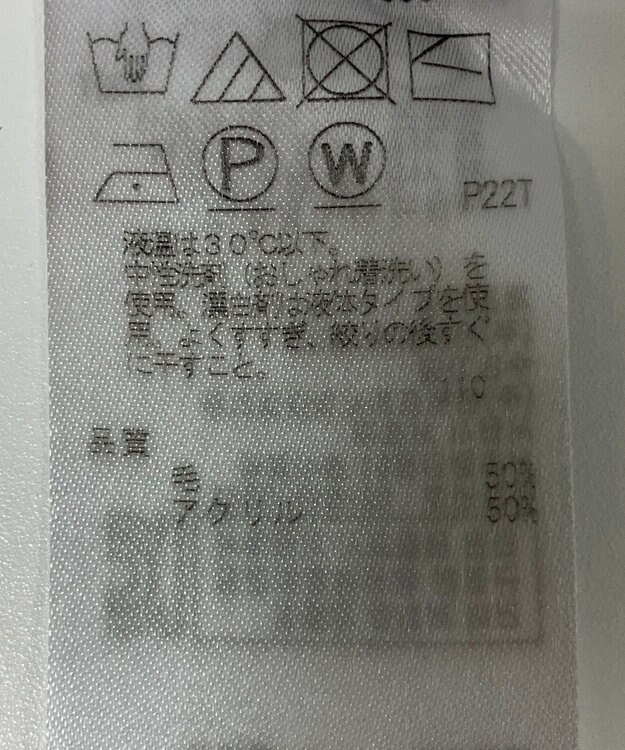 P
W
P22T
液温は30℃以下。
中性洗剤（おしゃれ着洗い）を
使用。漂白剤は液体タイプを使
用。よくすすぎ、絞りの後すぐ
に干すこと。
110
品質
毛 50%
アクリル 50%